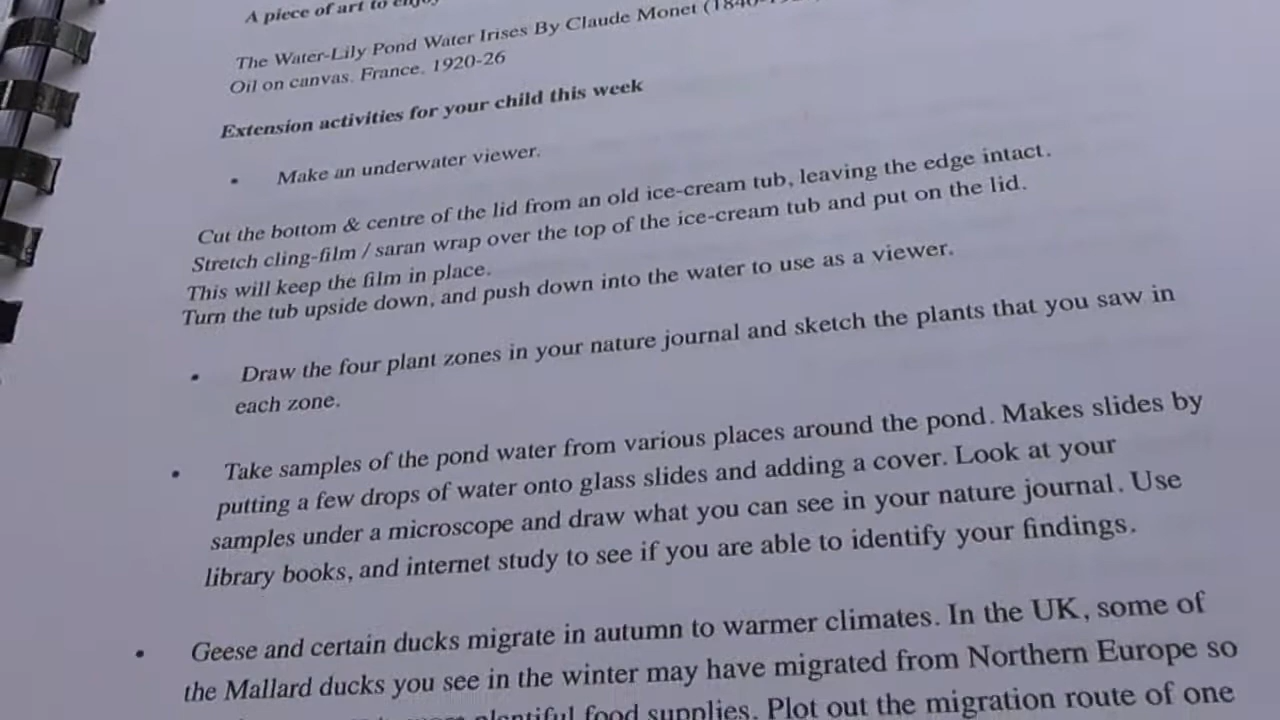 A piece of art to enjoy
The Water-Lily Pond Water Irises By Claude Monet (1840-
Oil on canvas. France. 1920-26
Extension activities for your child this week
• Make an underwater viewer.
Cut the bottom & centre of the lid from an old ice-cream tub, leaving the edge intact.
Stretch cling-film / saran wrap over the top of the ice-cream tub and put on the lid.
This will keep the film in place.
Turn the tub upside down, and push down into the water to use as a viewer.
• Draw the four plant zones in your nature journal and sketch the plants that you saw in
each zone.
• Take samples of the pond water from various places around the pond. Makes slides by
putting a few drops of water onto glass slides and adding a cover. Look at your
samples under a microscope and draw what you can see in your nature journal. Use
library books, and internet study to see if you are able to identify your findings.
• Geese and certain ducks migrate in autumn to warmer climates. In the UK, some of
the Mallard ducks you see in the winter may have migrated from Northern Europe so
plentiful food supplies. Plot out the migration route of one